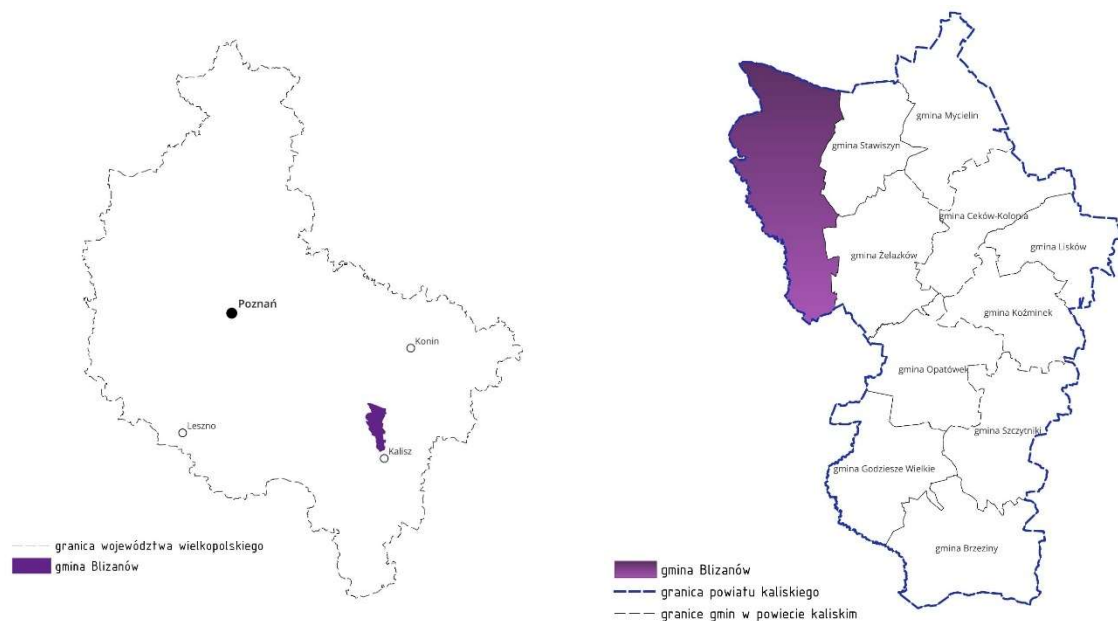 Poznań
Konin
Leszno
Kalisz
granica województwa wielkopolskiego
gmina Blizanów
gmina Mycielin
gmina Stawiszyn
gmina Ceków-Kolonia
gmina Lisków
gmina Żelazków
gmina Koźminek
gmina Opatówek
gmina Szczytniki
gmina Godziesze Wielkie
gmina Brzeziny
gmina Blizanów
granica powiatu kaliskiego
granice gmin w powiecie kaliskim